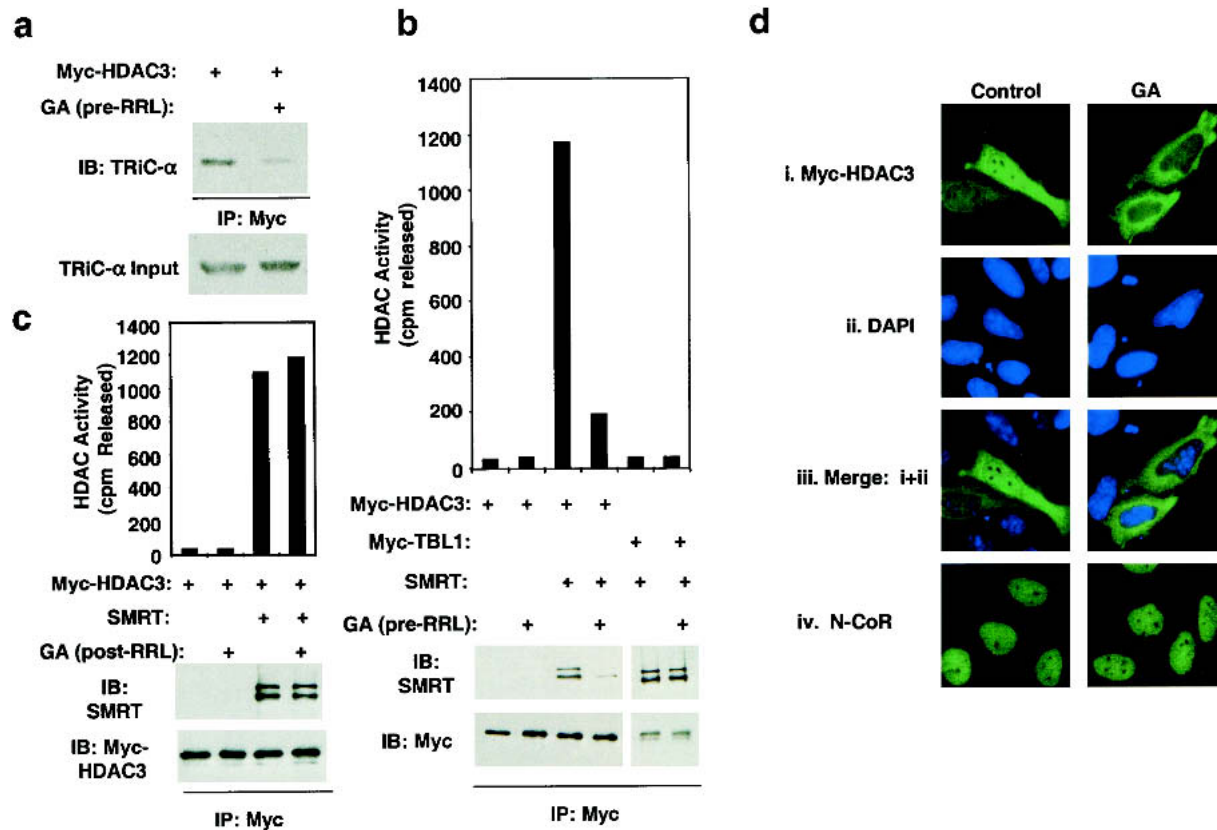 a
Myc-HDAC3: + +
GA (pre-RRL): +
IB: TRiC-α
IP: Myc
TRiC-α Input
b
1400
1200
1000
800
600
400
200
0
HDAC Activity
(cpm released)
Myc-HDAC3: + + + +
Myc-TBL1: + +
SMRT: + + + +
GA (pre-RRL): + + +
IB:
SMRT
IB: Myc
IP: Myc
c
1400
1200
1000
800
600
400
200
0
HDAC Activity
(cpm Released)
Myc-HDAC3: + + + +
SMRT: + +
GA (post-RRL): + +
IB:
SMRT
IB: Myc-
HDAC3
IP: Myc
d
Control GA
i. Myc-HDAC3
ii. DAPI
iii. Merge: i+ii
iv. N-CoR